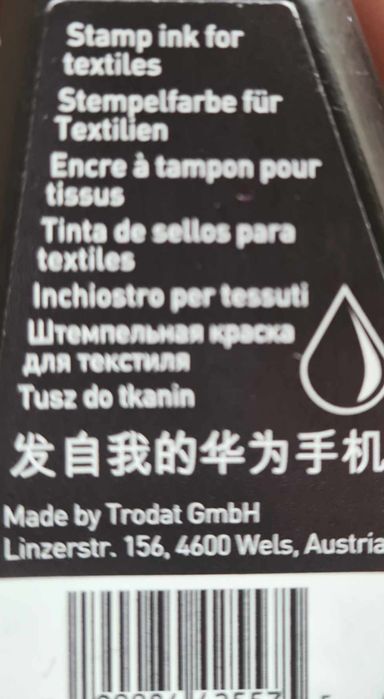 Stamp ink for
textiles
Stempelfarbe für
Textilien
Encre à tampon pour
tissus
Tinta de sellos para
textiles
Inchiostro per tessuti
Штемпельная краска
для текстиля
Tusz do tkanin
发自我的华为手机
Made by Trodat GmbH
Linzerstr. 156, 4600 Wels, Austria